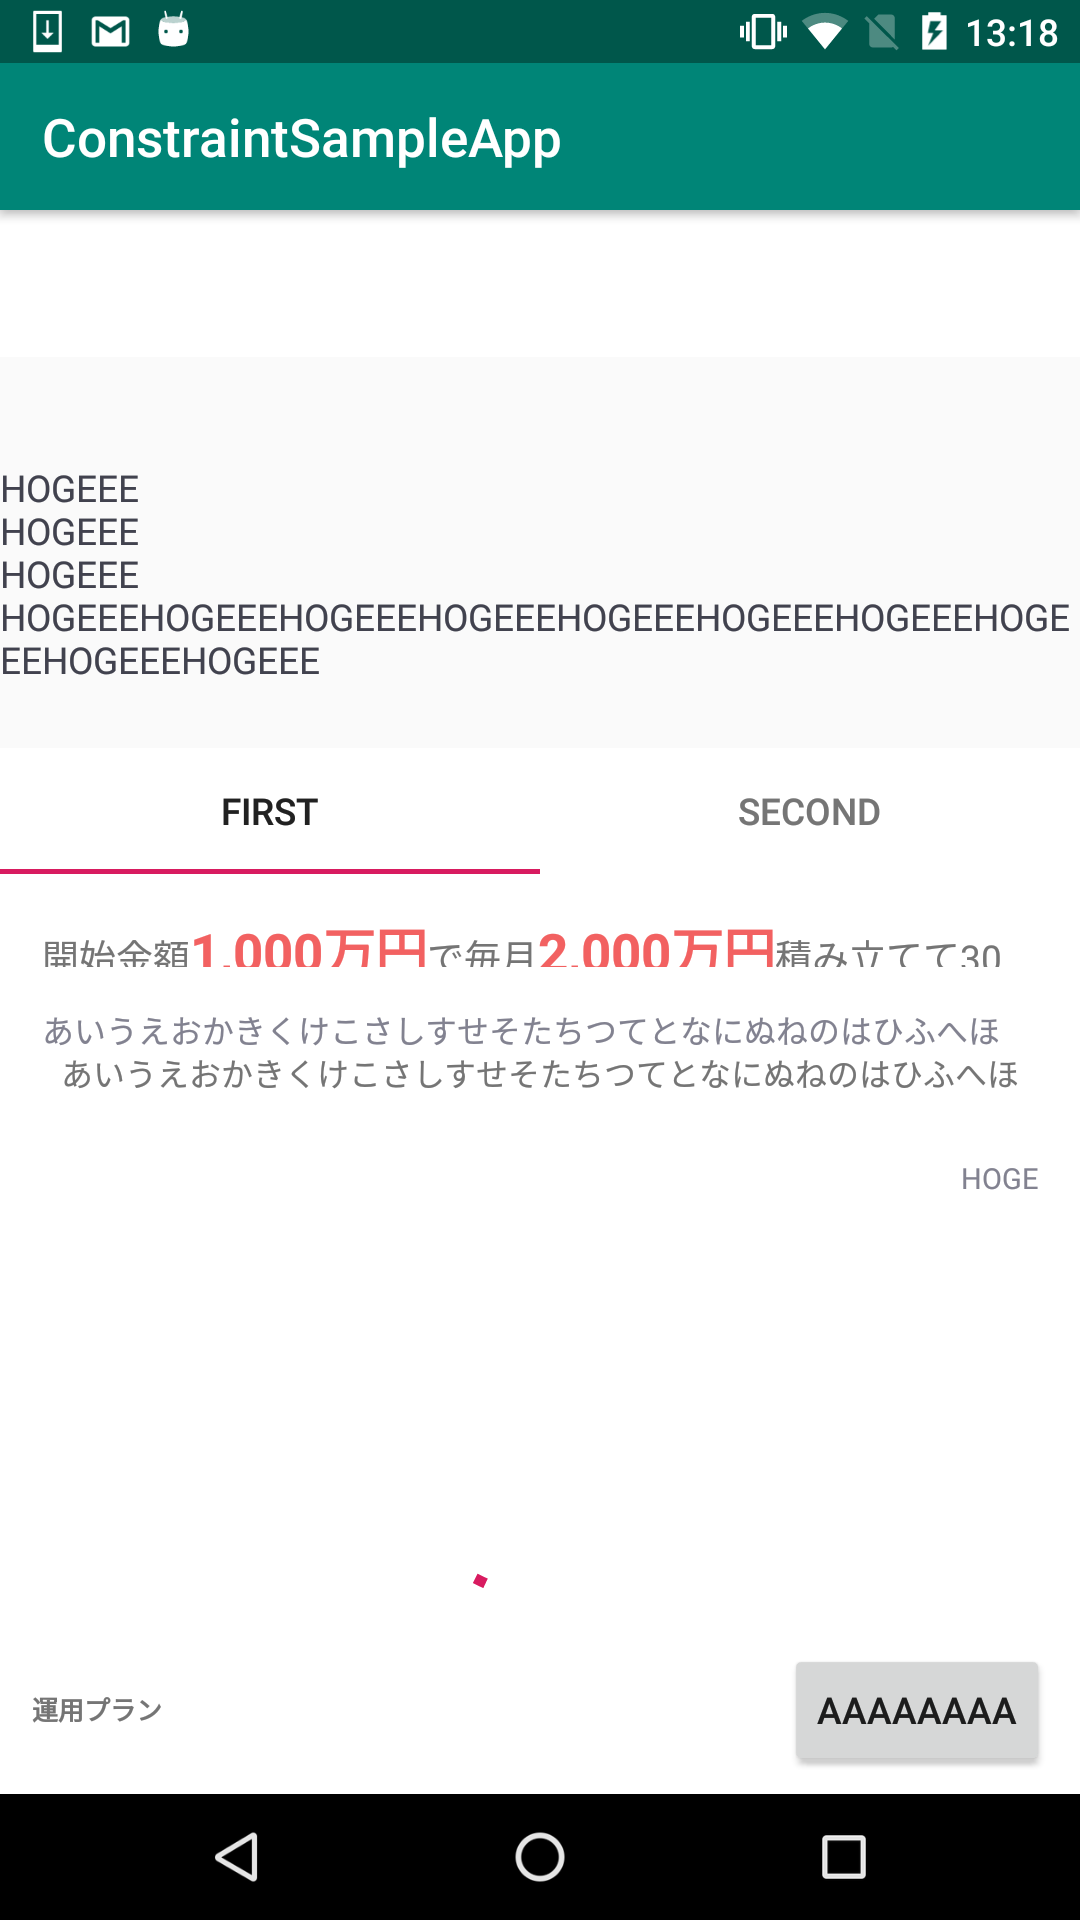 13:18
ConstraintSampleApp
HOGEEE
HOGEEE
HOGEEE
HOGEEEHOGEEEHOGEEEHOGEEEHOGEEEHOGEEEHOGEEEHOGE
EEHOGEEEHOGEEE
FIRST SECOND
開始金額1,000万円で毎月2,000万円積み立てて30
あいうえおかきくけこさしすせそたちつてとなにぬねのはひふへほ
あいうえおかきくけこさしすせそたちつてとなにぬねのはひふへほ
HOGE
運用プラン AAAAAAAA